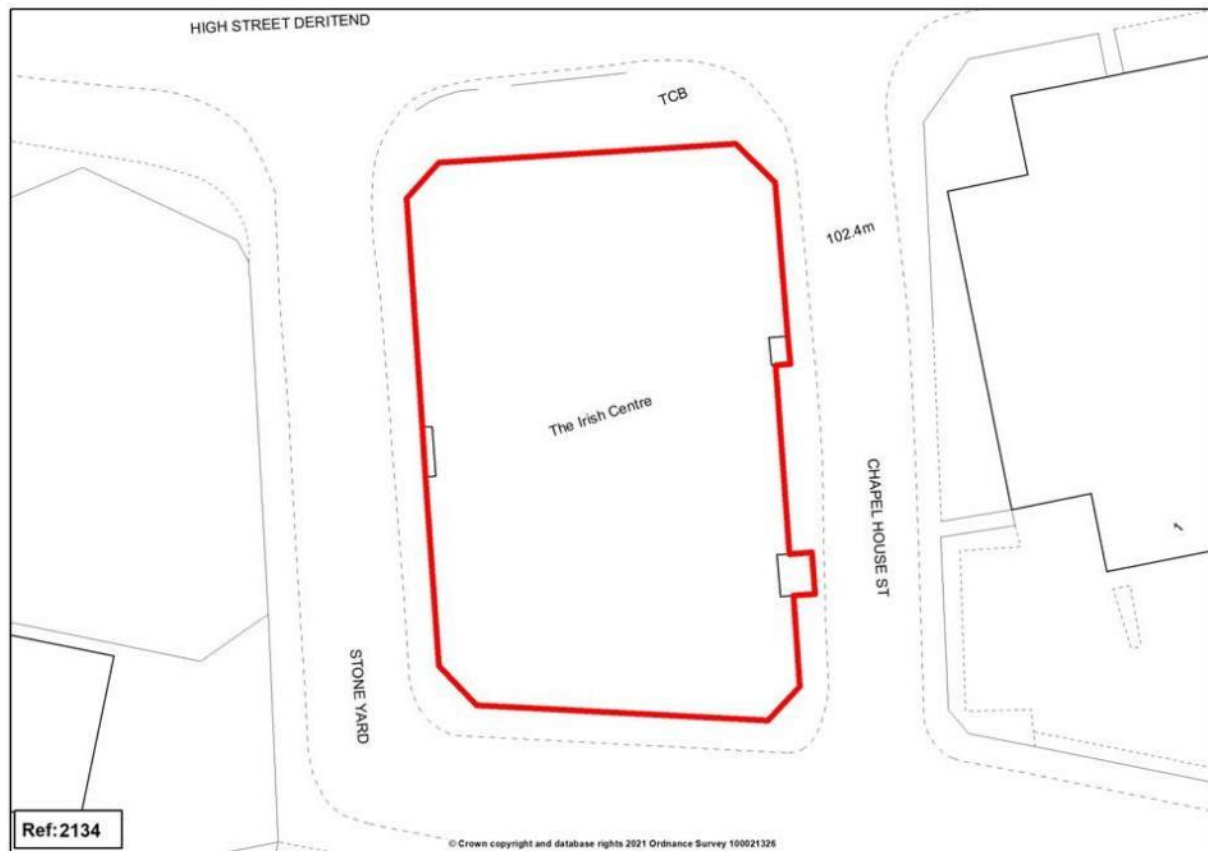 HIGH STREET DERITEND
TCB
102.4m
The Irish Centre
CHAPEL HOUSE ST
1
STONE YARD
Ref:2134
© Crown copyright and database rights 2021 Ordnance Survey 100021326